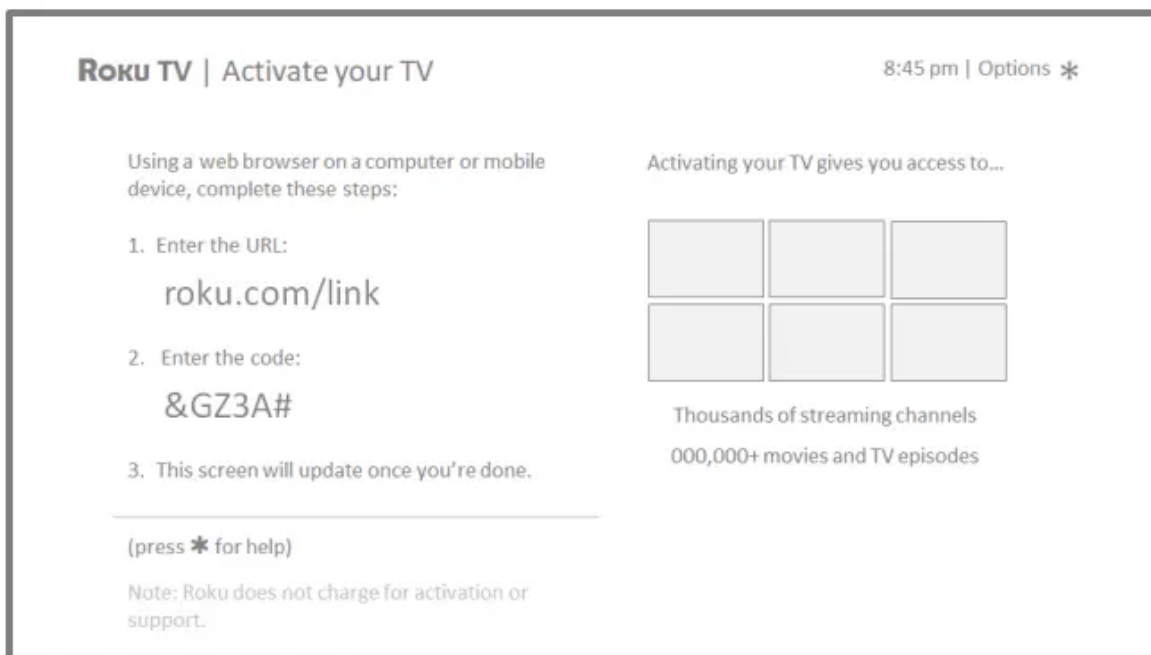 ROKU TV | Activate your TV
8:45 pm | Options *
Using a web browser on a computer or mobile
device, complete these steps:
1. Enter the URL:
roku.com/link
2. Enter the code:
&GZ3A#
3. This screen will update once you're done.
(press * for help)
Note: Roku does not charge for activation or
support.
Activating your TV gives you access to...
Thousands of streaming channels
000,000+ movies and TV episodes